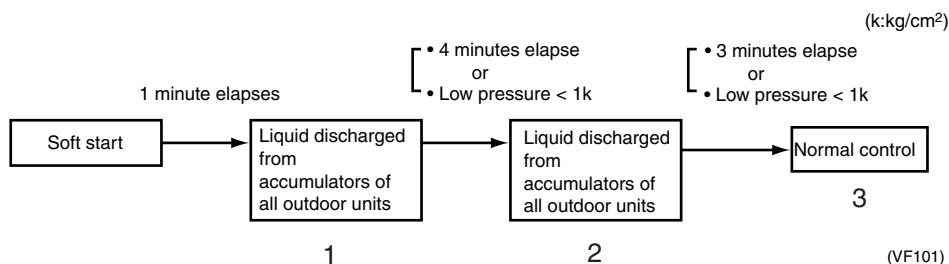 (k:kg/cm²)
• 4 minutes elapse
or
• Low pressure < 1k
• 3 minutes elapse
or
• Low pressure < 1k
1 minute elapses
Soft start
Liquid discharged
from
accumulators of
all outdoor units
Liquid discharged
from
accumulators of
all outdoor units
Normal control
1
2
3
(VF101)